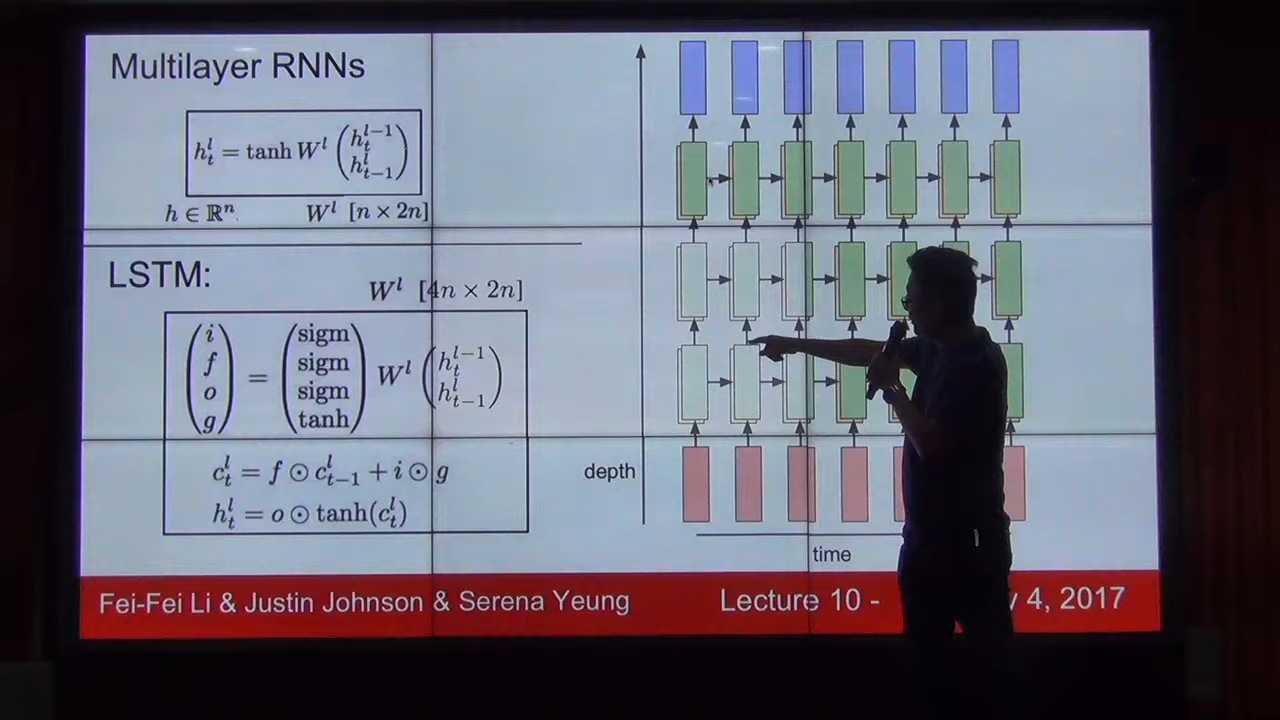 Multilayer RNNs
h_t^l = tanh W^l (h_t^{l-1} h_{t-1}^l)
h ∈ ℝ^n. W^l [n × 2n]
LSTM:
W^l [4n × 2n]
(i f o g) = (sigm sigm sigm tanh) W^l (h_t^{l-1} h_{t-1}^l)
c_t^l = f ⊙ c_{t-1}^l + i ⊙ g
h_t^l = o ⊙ tanh(c_t^l)
depth
time
Fei-Fei Li & Justin Johnson & Serena Yeung
Lecture 10 - 4, 2017